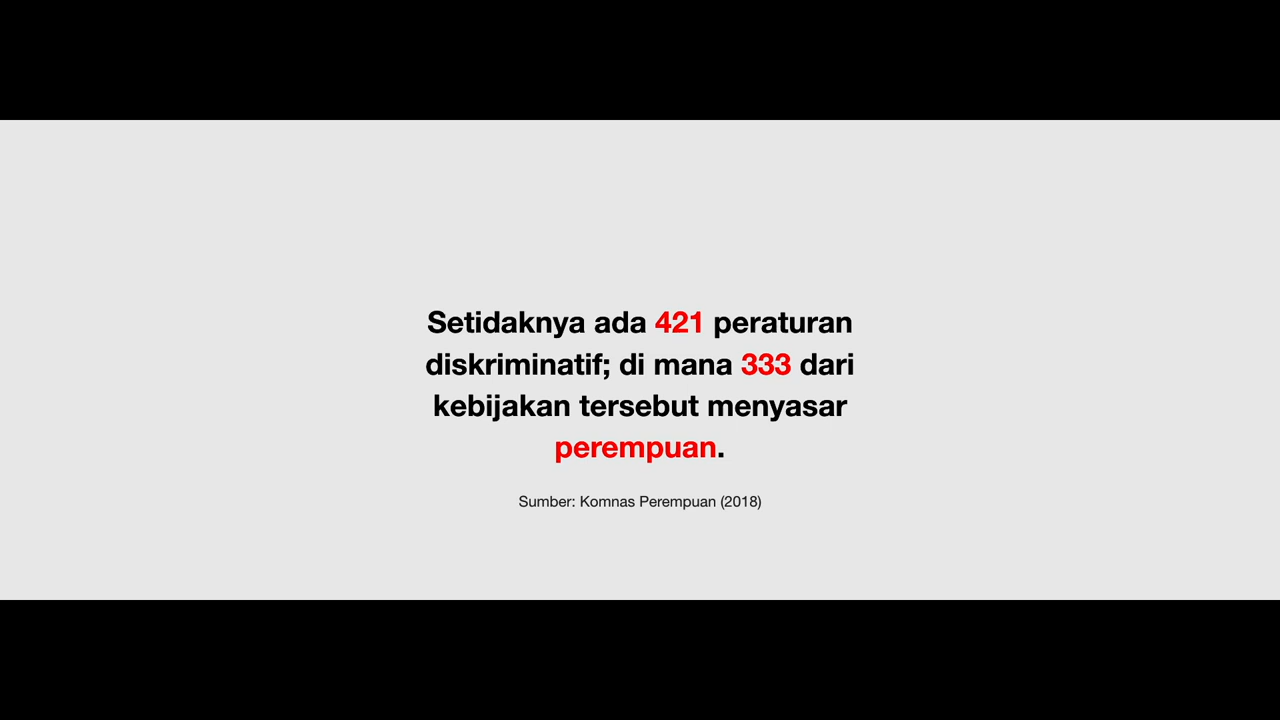 Setidaknya ada 421 peraturan
diskriminatif; di mana 333 dari
kebijakan tersebut menyasar
perempuan.
Sumber: Komnas Perempuan (2018)